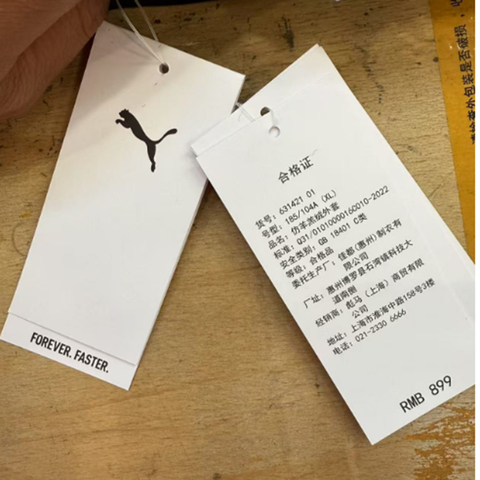 FOREVER. FASTER.
合格证
货号: 631421 01
号型: 185/104A (XL)
品名: 仿羊羔绒外套
标准: Q31/0101000160010-2022
安全类别: GB 18401 C类
等级: 合格品
委托生产厂: 佳都(惠州)制衣有
限公司
厂址: 惠州博罗县石湾镇科技大
道南侧
经销商: 彪马(上海)商贸有限
公司
地址: 上海市淮海中路158号3楼
电话: 021-2330 6666
RMB 899